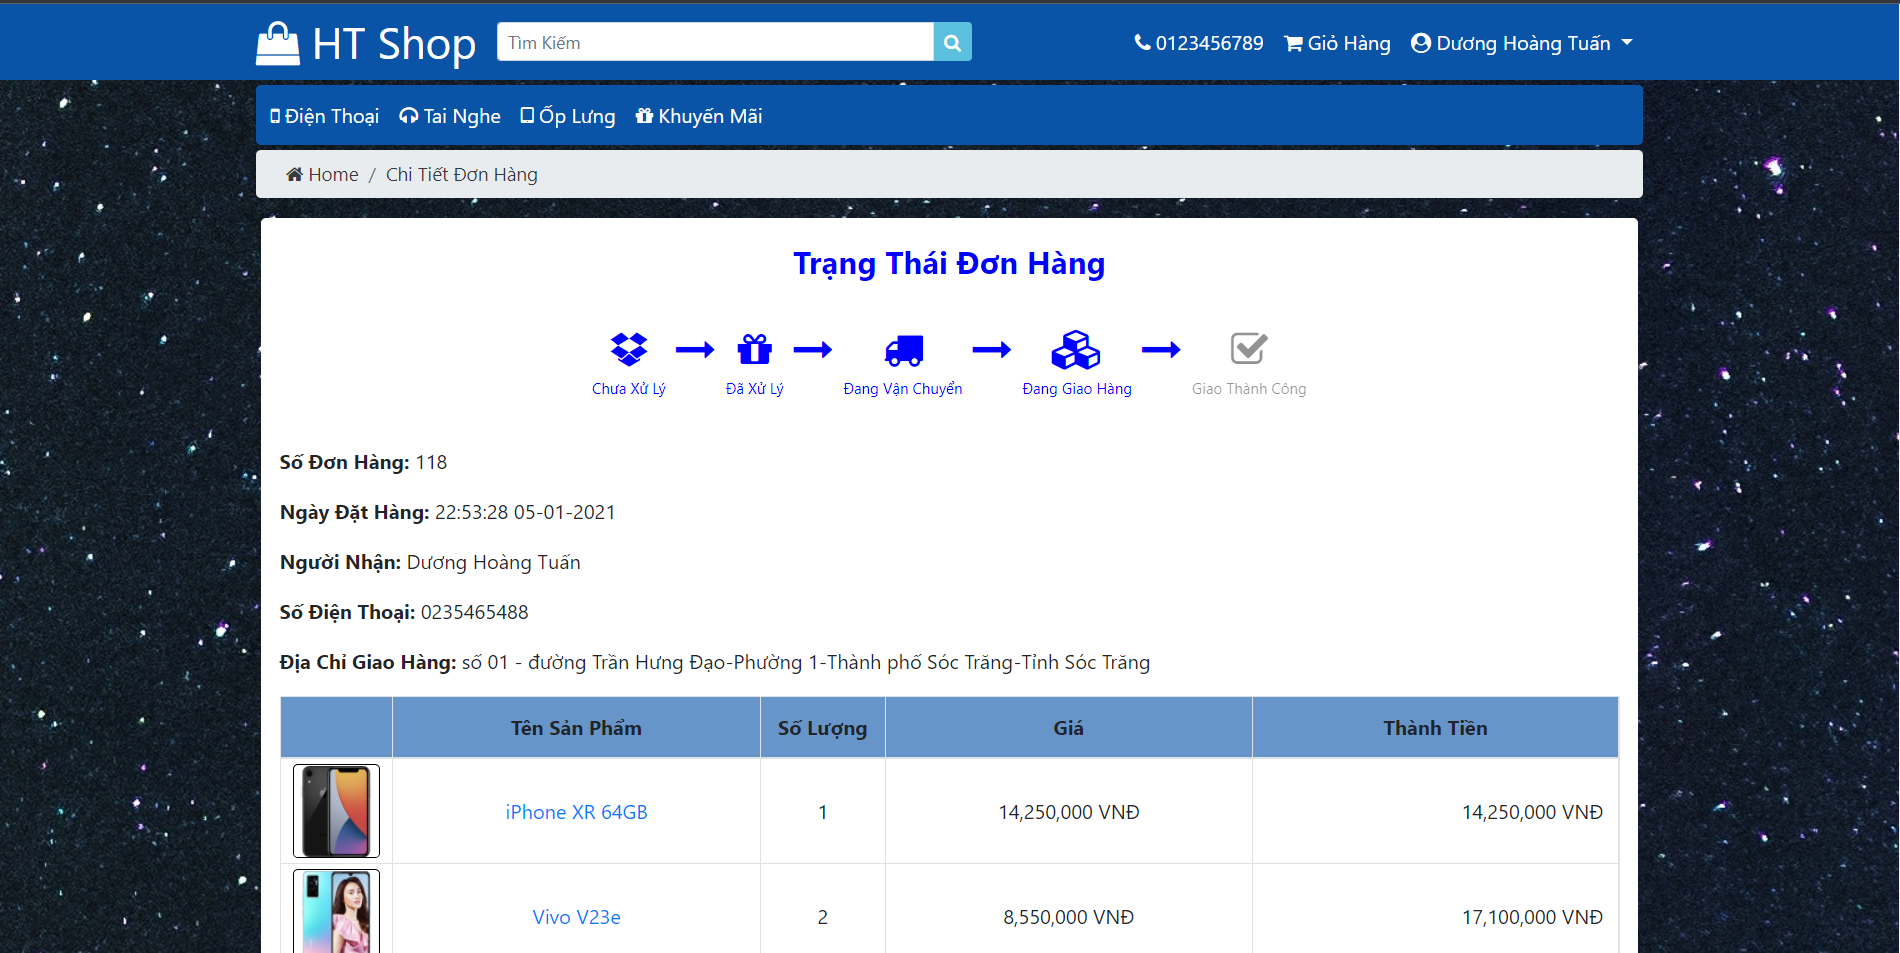 HT Shop
Tìm Kiếm
0123456789
Giỏ Hàng
Dương Hoàng Tuấn
Điện Thoại
Tai Nghe
Ốp Lưng
Khuyến Mãi
Home / Chi Tiết Đơn Hàng
Trạng Thái Đơn Hàng
Chưa Xử Lý
Đã Xử Lý
Đang Vận Chuyển
Đang Giao Hàng
Giao Thành Công
Số Đơn Hàng: 118
Ngày Đặt Hàng: 22:53:28 05-01-2021
Người Nhận: Dương Hoàng Tuấn
Số Điện Thoại: 0235465488
Địa Chỉ Giao Hàng: số 01 - đường Trần Hưng Đạo-Phường 1-Thành phố Sóc Trăng-Tỉnh Sóc Trăng
Tên Sản Phẩm Số Lượng Giá Thành Tiền
iPhone XR 64GB 1 14,250,000 VNĐ 14,250,000 VNĐ
Vivo V23e 2 8,550,000 VNĐ 17,100,000 VNĐ